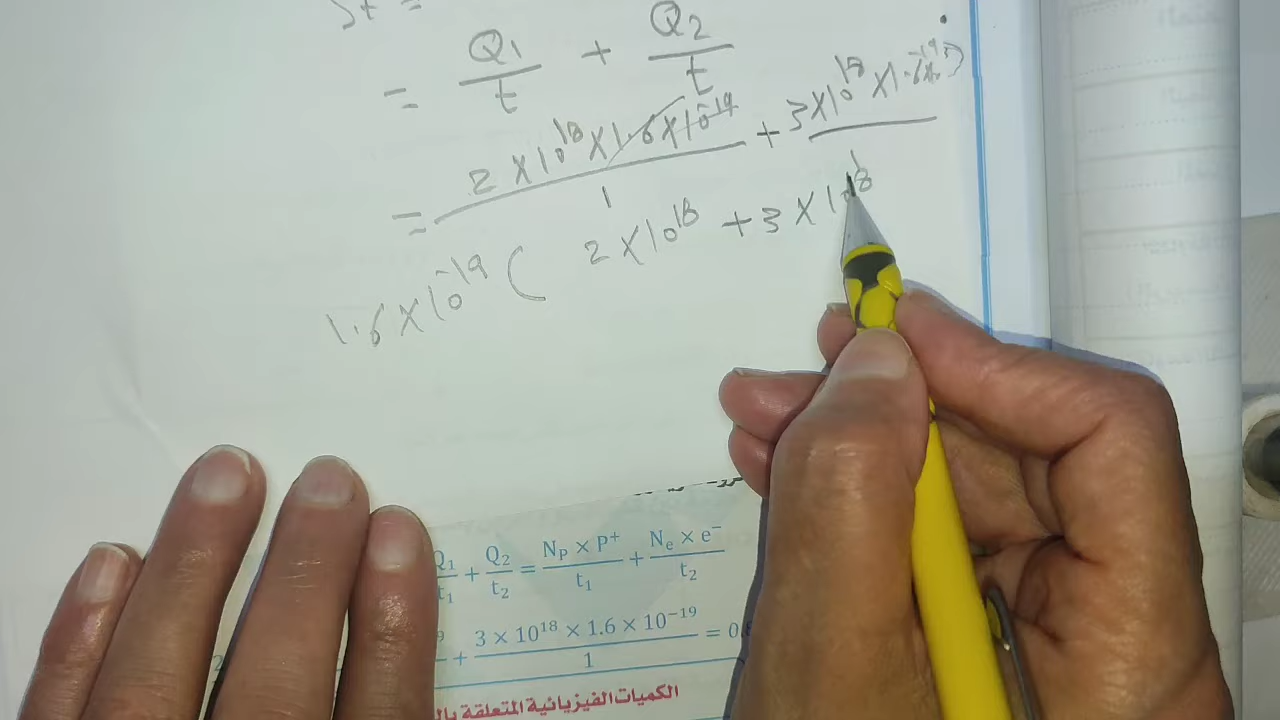 = Q1/t + Q2/t
= 2 × 10^18 × 1.6 × 10^-19 / 1 + 3 × 10^18 × 1.6 × 10^-19 / 1
1.6 × 10^-19 ( 2 × 10^18 + 3 × 10^18
Q₁/t₁ + Q₂/t₂ = Nₚ × P⁺/t₁ + Nₑ × e⁻/t₂
+ 3 × 10¹⁸ × 1.6 × 10⁻¹⁹/1 = 0.
الكميات الفيزيائية المتعلقة